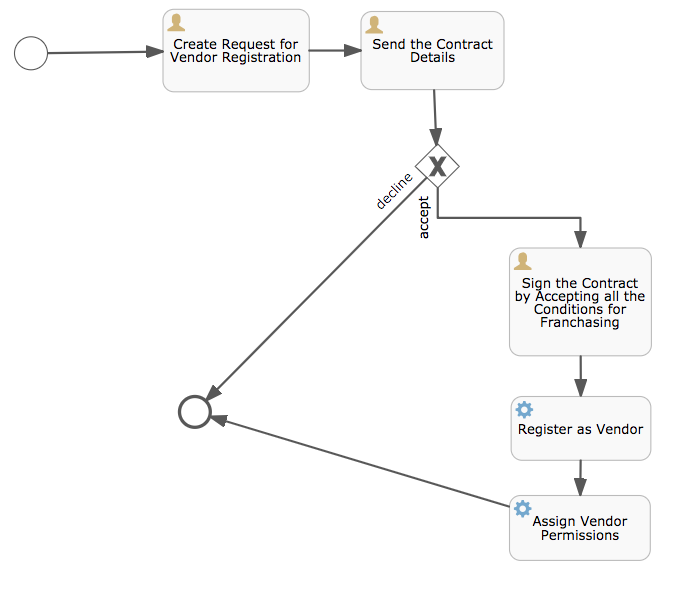 Create Request for
Vendor Registration
Send the Contract
Details
X
decline
accept
Sign the Contract
by Accepting all the
Conditions for
Franchasing
Register as Vendor
Assign Vendor
Permissions